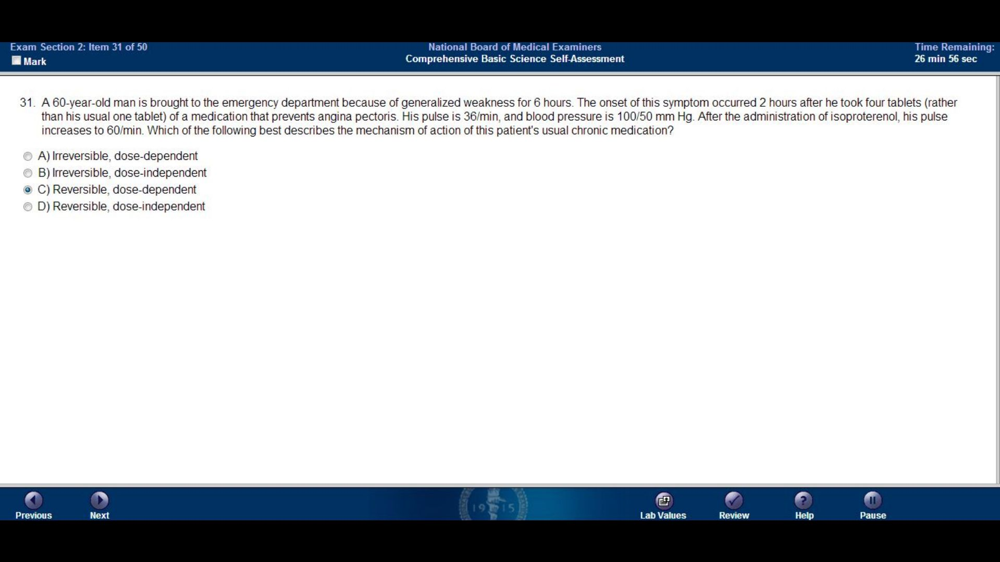 Exam Section 2: Item 31 of 50
Mark
National Board of Medical Examiners
Comprehensive Basic Science Self-Assessment
Time Remaining:
26 min 56 sec
31. A 60-year-old man is brought to the emergency department because of generalized weakness for 6 hours. The onset of this symptom occurred 2 hours after he took four tablets (rather
than his usual one tablet) of a medication that prevents angina pectoris. His pulse is 36/min, and blood pressure is 100/50 mm Hg. After the administration of isoproterenol, his pulse
increases to 60/min. Which of the following best describes the mechanism of action of this patient's usual chronic medication?
A) Irreversible, dose-dependent
B) Irreversible, dose-independent
C) Reversible, dose-dependent
D) Reversible, dose-independent
Previous
Next
1915
Lab Values
Review
Help
Pause